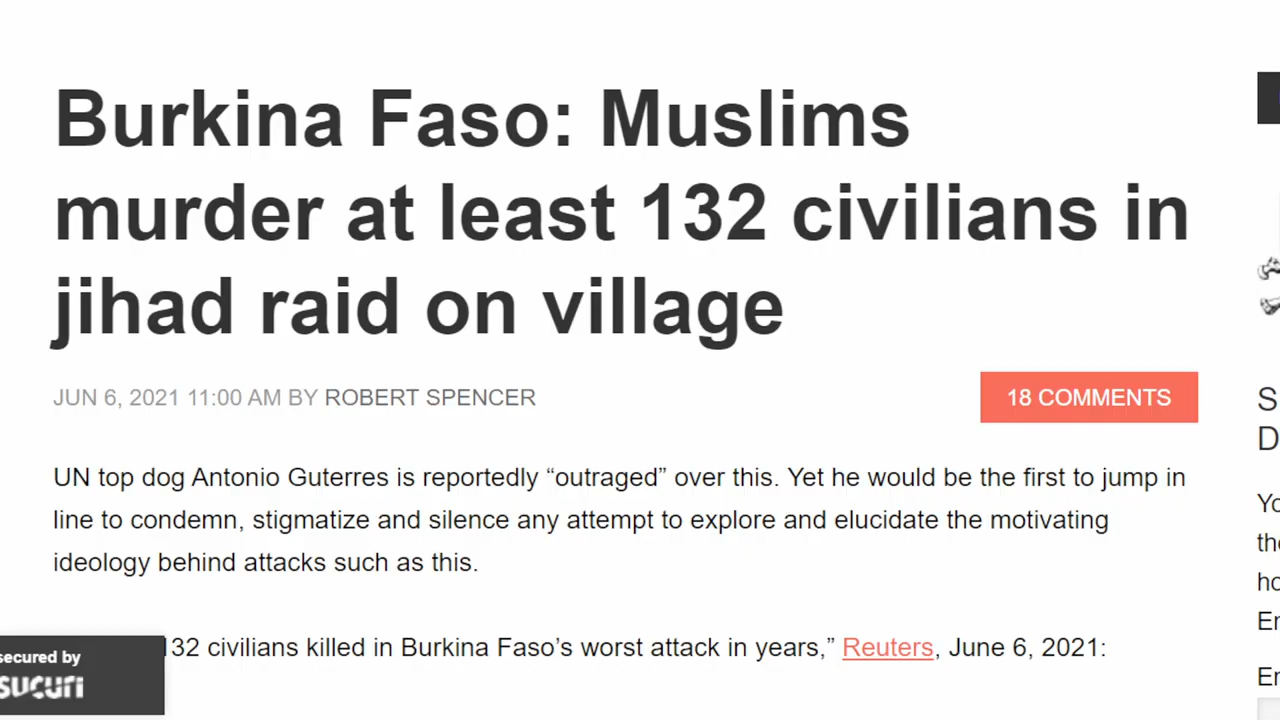 Burkina Faso: Muslims
murder at least 132 civilians in
jihad raid on village
JUN 6, 2021 11:00 AM BY ROBERT SPENCER
18 COMMENTS
UN top dog Antonio Guterres is reportedly “outraged” over this. Yet he would be the first to jump in
line to condemn, stigmatize and silence any attempt to explore and elucidate the motivating
ideology behind attacks such as this.
132 civilians killed in Burkina Faso’s worst attack in years,” Reuters, June 6, 2021:
secured by
sucuri